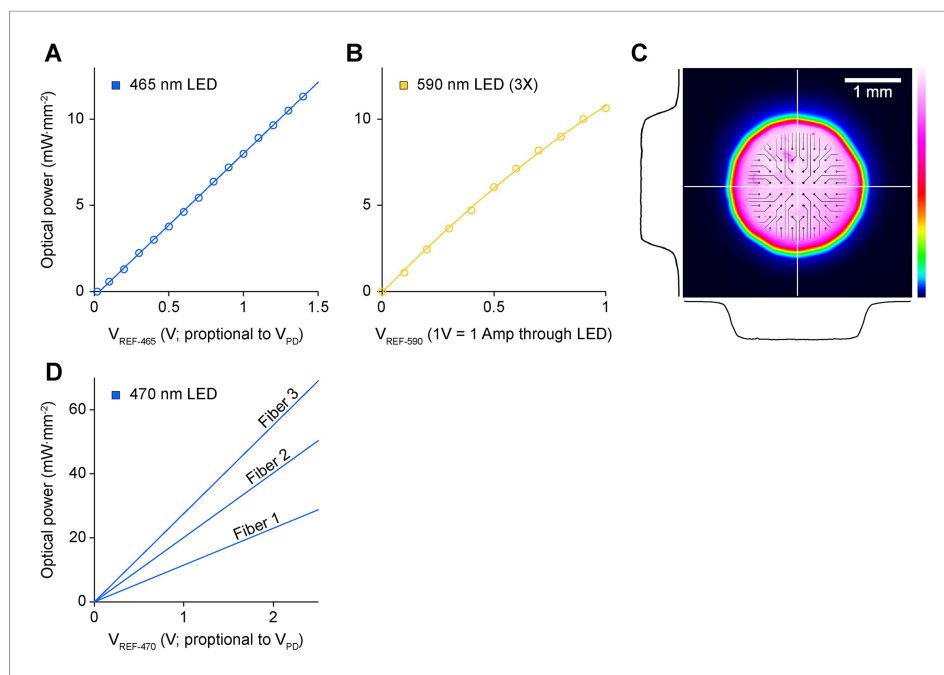 A
465 nm LED
Optical power (mW·mm⁻²)
10
5
0
0
0.5
1.0
1.5
V_REF-465 (V; proptional to V_PD)
B
590 nm LED (3X)
10
5
0
0
0.5
1
V_REF-590 (1V = 1 Amp through LED)
C
1 mm
D
470 nm LED
Optical power (mW·mm⁻²)
60
40
20
0
Fiber 3
Fiber 2
Fiber 1
0
1
2
V_REF-470 (V; proptional to V_PD)